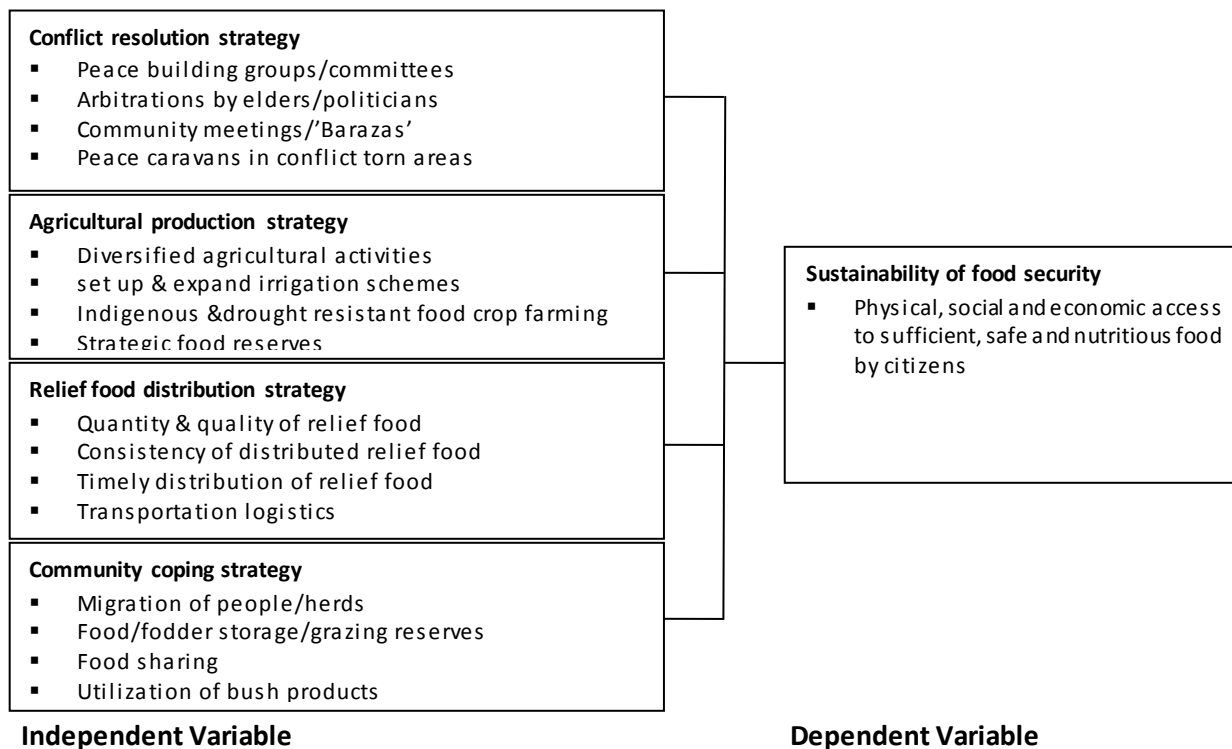 Conflict resolution strategy
▪ Peace building groups/committees
▪ Arbitrations by elders/politicians
▪ Community meetings/’Barazas’
▪ Peace caravans in conflict torn areas
Agricultural production strategy
▪ Diversified agricultural activities
▪ set up & expand irrigation schemes
▪ Indigenous &drought resistant food crop farming
▪ Strategic food reserves
Relief food distribution strategy
▪ Quantity & quality of relief food
▪ Consistency of distributed relief food
▪ Timely distribution of relief food
▪ Transportation logistics
Community coping strategy
▪ Migration of people/herds
▪ Food/fodder storage/grazing reserves
▪ Food sharing
▪ Utilization of bush products
Independent Variable
Sustainability of food security
▪ Physical, social and economic access
to sufficient, safe and nutritious food
by citizens
Dependent Variable